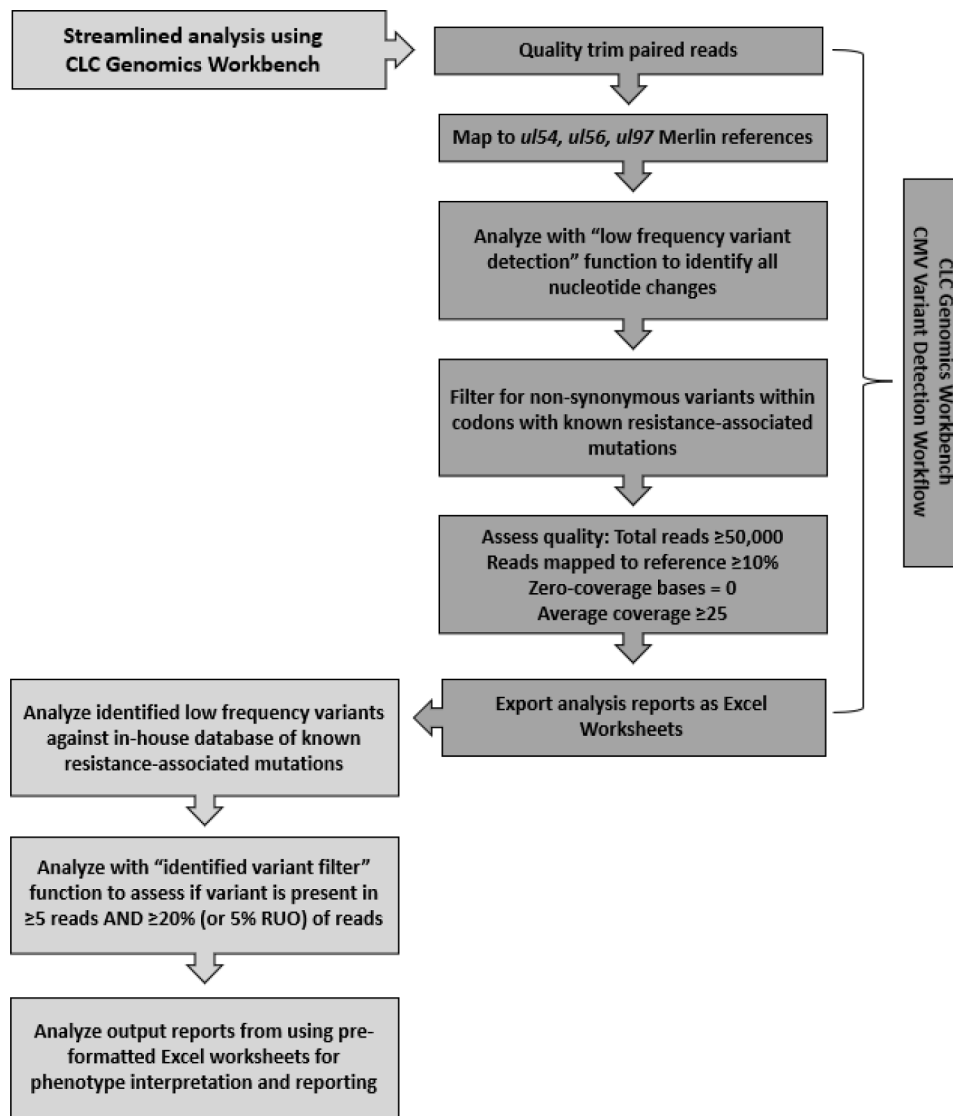 Streamlined analysis using
CLC Genomics Workbench
Quality trim paired reads
Map to ul54, ul56, ul97 Merlin references
Analyze with “low frequency variant
detection” function to identify all
nucleotide changes
Filter for non-synonymous variants within
codons with known resistance-associated
mutations
Assess quality: Total reads ≥50,000
Reads mapped to reference ≥10%
Zero-coverage bases = 0
Average coverage ≥25
Export analysis reports as Excel
Worksheets
CLC Genomics Workbench
CMV Variant Detection Workflow
Analyze identified low frequency variants
against in-house database of known
resistance-associated mutations
Analyze with “identified variant filter”
function to assess if variant is present in
≥5 reads AND ≥20% (or 5% RUO) of reads
Analyze output reports from using pre-
formatted Excel worksheets for
phenotype interpretation and reporting